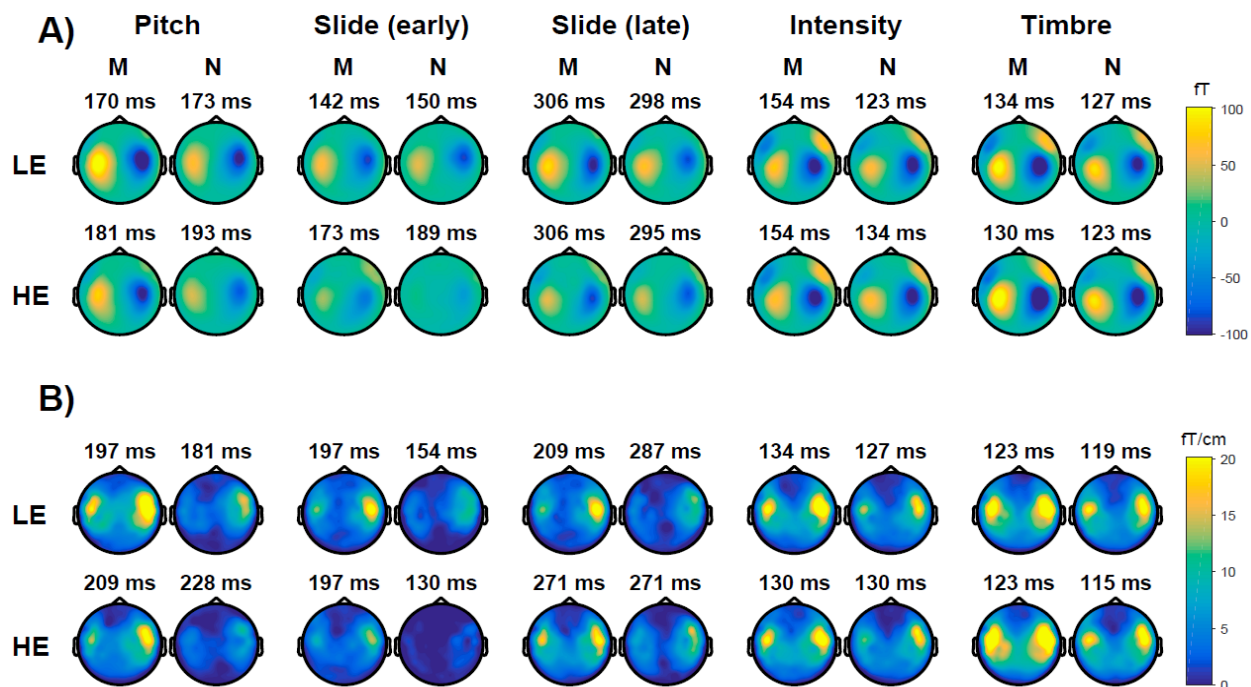 A) Pitch Slide (early) Slide (late) Intensity Timbre
M N M N M N M N M N
170 ms 173 ms 142 ms 150 ms 306 ms 298 ms 154 ms 123 ms 134 ms 127 ms
fT
100
LE
50
181 ms 193 ms 173 ms 189 ms 306 ms 295 ms 154 ms 134 ms 130 ms 123 ms
0
HE
-50
-100
B)
197 ms 181 ms 197 ms 154 ms 209 ms 287 ms 134 ms 127 ms 123 ms 119 ms
fT/cm
20
LE
15
209 ms 228 ms 197 ms 130 ms 271 ms 271 ms 130 ms 130 ms 123 ms 115 ms
10
HE
5
0